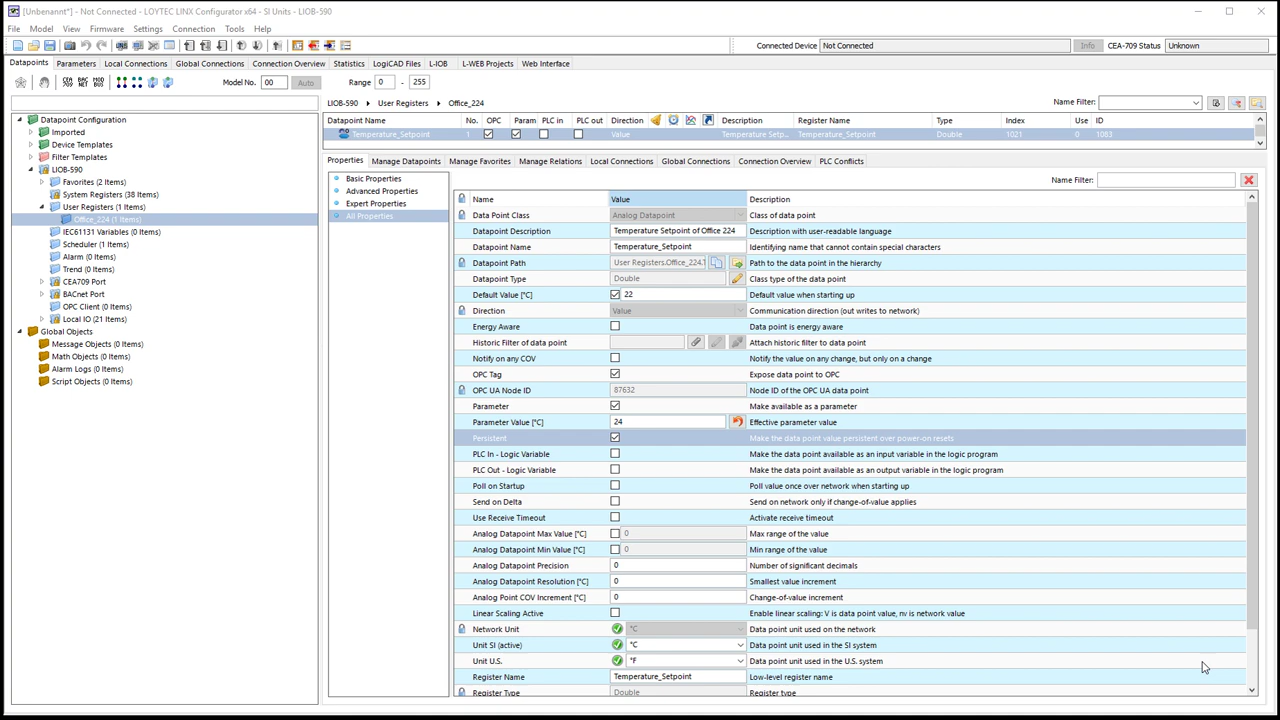 [Unbenannt*] - Not Connected - LOYTEC LINX Configurator x64 - SI Units - LIOB-590
File Model View Firmware Settings Connection Tools Help
Connected Device Not Connected Info CEA-709 Status Unknown
Datapoints Parameters Local Connections Global Connections Connection Overview Statistics LogiCAD Files L-IOB L-WEB Projects Web Interface
CEA 709 BAC NET MOD BUS Model No. 00 Auto Range 0 - 255
LIOB-590 User Registers Office_224 Name Filter:
Datapoint Name No. OPC Param PLC in PLC out Direction Description Register Name Type Index Use ID
Temperature_Setpoint 1 Value Temperature Setp... Temperature_Setpoint Double 1021 0 1083
Datapoint Configuration
Imported
Device Templates
Filter Templates
LIOB-590
Favorites (2 Items)
System Registers (38 Items)
User Registers (1 Items)
Office_224 (1 Items)
IEC61131 Variables (0 Items)
Scheduler (1 Items)
Alarm (0 Items)
Trend (0 Items)
CEA709 Port
BACnet Port
OPC Client (0 Items)
Local IO (21 Items)
Global Objects
Message Objects (0 Items)
Math Objects (0 Items)
Alarm Logs (0 Items)
Script Objects (0 Items)
Properties Manage Datapoints Manage Favorites Manage Relations Local Connections Global Connections Connection Overview PLC Conflicts
Basic Properties
Advanced Properties
Expert Properties
All Properties
Name Filter:
Name Value Description
Data Point Class Analog Datapoint Class of data point
Datapoint Description Temperature Setpoint of Office 224 Description with user-readable language
Datapoint Name Temperature_Setpoint Identifying name that cannot contain special characters
Datapoint Path User Registers.Office_224.T Path to the data point in the hierarchy
Datapoint Type Double Class type of the data point
Default Value [°C] 22 Default value when starting up
Direction Value Communication direction (out writes to network)
Energy Aware Data point is energy aware
Historic Filter of data point Attach historic filter to data point
Notify on any COV Notify the value on any change, but only on a change
OPC Tag Expose data point to OPC
OPC UA Node ID 87632 Node ID of the OPC UA data point
Parameter Make available as a parameter
Parameter Value [°C] 24 Effective parameter value
Persistent Make the data point value persistent over power-on resets
PLC In - Logic Variable Make the data point available as an input variable in the logic program
PLC Out - Logic Variable Make the data point available as an output variable in the logic program
Poll on Startup Poll value once over network when starting up
Send on Delta Send on network only if change-of-value applies
Use Receive Timeout Activate receive timeout
Analog Datapoint Max Value [°C] 0 Max range of the value
Analog Datapoint Min Value [°C] 0 Min range of the value
Analog Datapoint Precision 0 Number of significant decimals
Analog Datapoint Resolution [°C] 0 Smallest value increment
Analog Point COV Increment [°C] 0 Change-of-value increment
Linear Scaling Active Enable linear scaling: V is data point value, nv is network value
Network Unit °C Data point unit used on the network
Unit SI (active) °C Data point unit used in the SI system
Unit U.S. °F Data point unit used in the U.S. system
Register Name Temperature_Setpoint Low-level register name
Register Type Double Register type